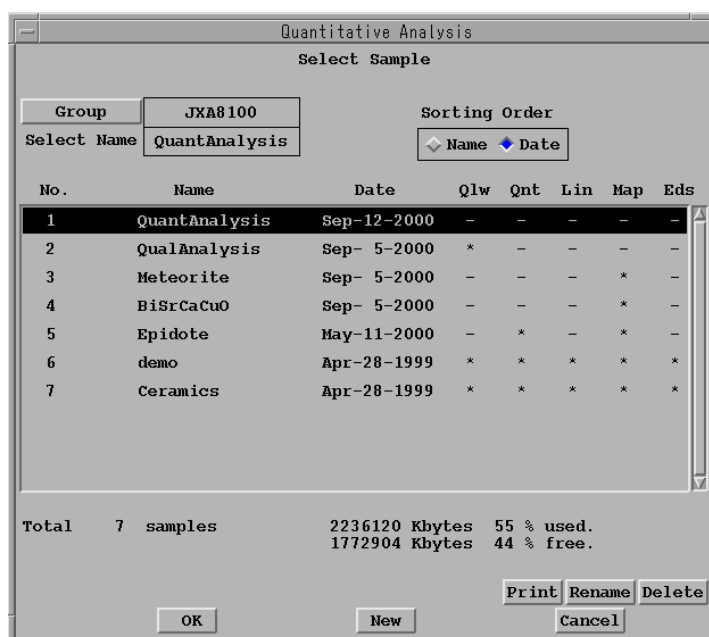 Quantitative Analysis
Select Sample
Group JXA8100 Sorting Order
Select Name QuantAnalysis Name Date
No. Name Date Qlw Qnt Lin Map Eds
1 QuantAnalysis Sep-12-2000 - - - - -
2 QualAnalysis Sep- 5-2000 * - - - -
3 Meteorite Sep- 5-2000 - - - * -
4 BiSrCaCuO Sep- 5-2000 - - - * -
5 Epidote May-11-2000 - * - * -
6 demo Apr-28-1999 * * * * *
7 Ceramics Apr-28-1999 * * * * *
Total 7 samples 2236120 Kbytes 55 % used.
1772904 Kbytes 44 % free.
Print Rename Delete
OK New Cancel